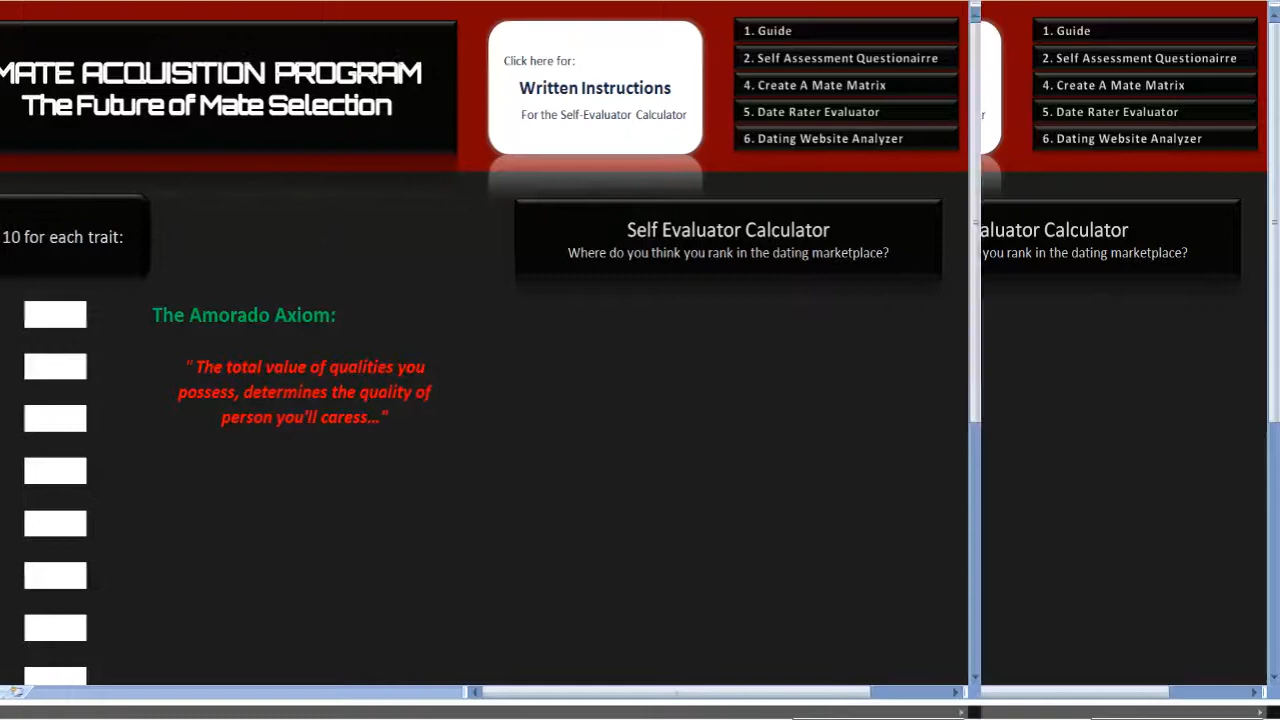 MATE ACQUISITION PROGRAM
The Future of Mate Selection
Click here for:
Written Instructions
For the Self-Evaluator Calculator
1. Guide
2. Self Assessment Questionairre
4. Create A Mate Matrix
5. Date Rater Evaluator
6. Dating Website Analyzer
1. Guide
2. Self Assessment Questionairre
4. Create A Mate Matrix
5. Date Rater Evaluator
6. Dating Website Analyzer
10 for each trait:
Self Evaluator Calculator
Where do you think you rank in the dating marketplace?
aluator Calculator
you rank in the dating marketplace?
The Amorado Axiom:
" The total value of qualities you
possess, determines the quality of
person you'll caress..."